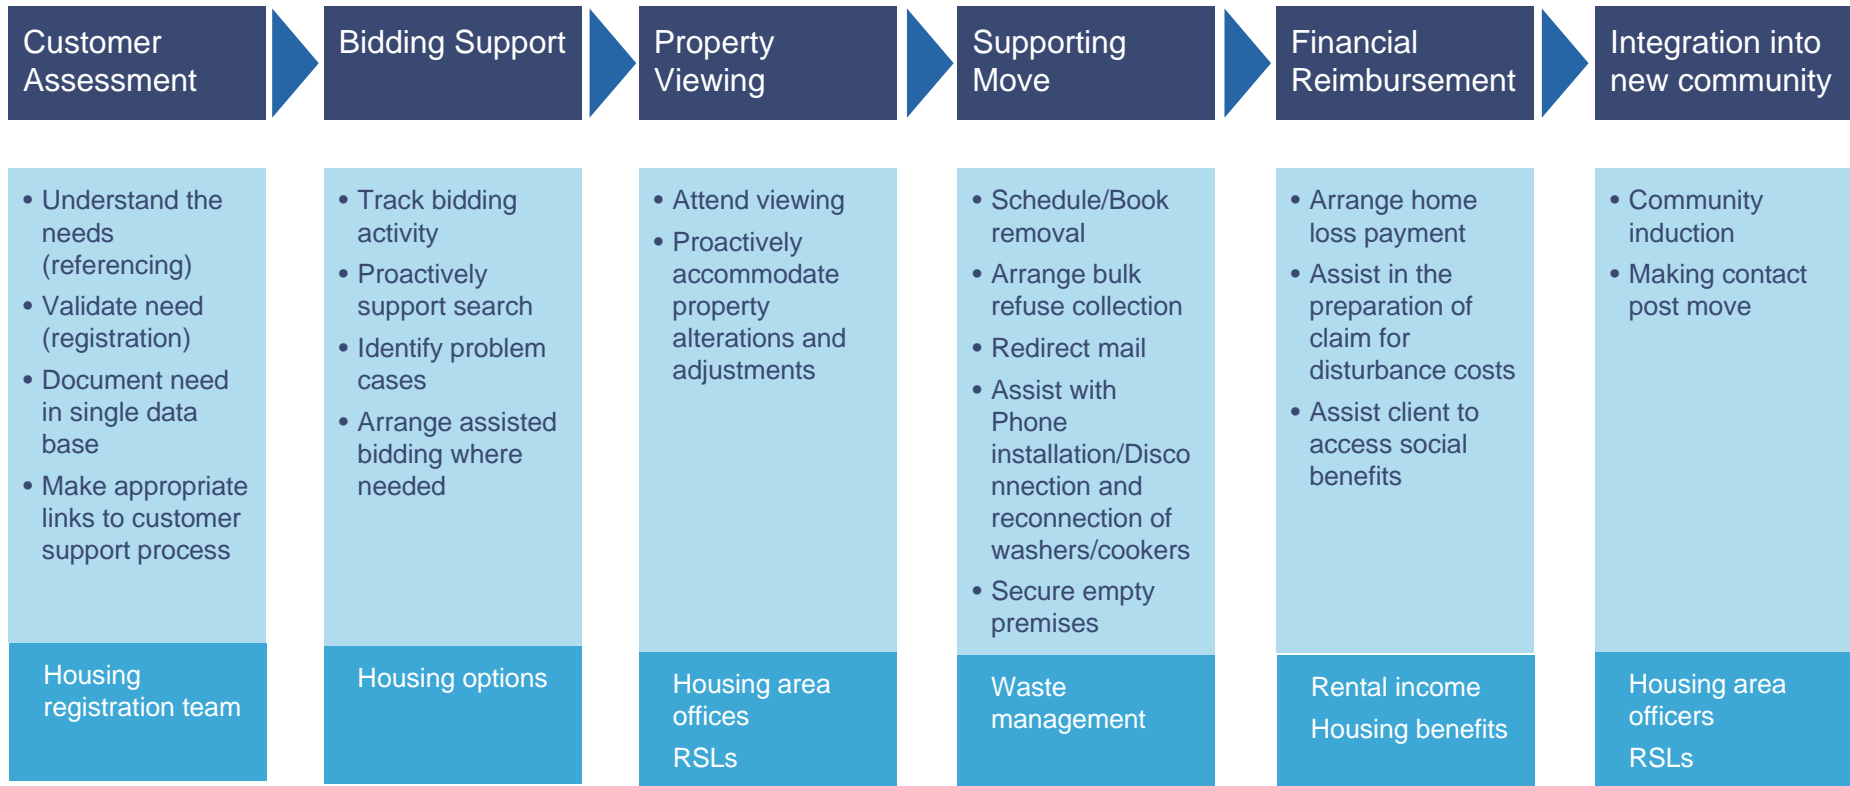 Customer
Assessment
Bidding Support
Property
Viewing
Supporting
Move
Financial
Reimbursement
Integration into
new community
• Understand the
needs
(referencing)
• Validate need
(registration)
• Document need
in single data
base
• Make appropriate
links to customer
support process
• Track bidding
activity
• Proactively
support search
• Identify problem
cases
• Arrange assisted
bidding where
needed
• Attend viewing
• Proactively
accommodate
property
alterations and
adjustments
• Schedule/Book
removal
• Arrange bulk
refuse collection
• Redirect mail
• Assist with
Phone
installation/Disco
nnection and
reconnection of
washers/cookers
• Secure empty
premises
• Arrange home
loss payment
• Assist in the
preparation of
claim for
disturbance costs
• Assist client to
access social
benefits
• Community
induction
• Making contact
post move
Housing
registration team
Housing options
Housing area
offices
RSLs
Waste
management
Rental income
Housing benefits
Housing area
officers
RSLs